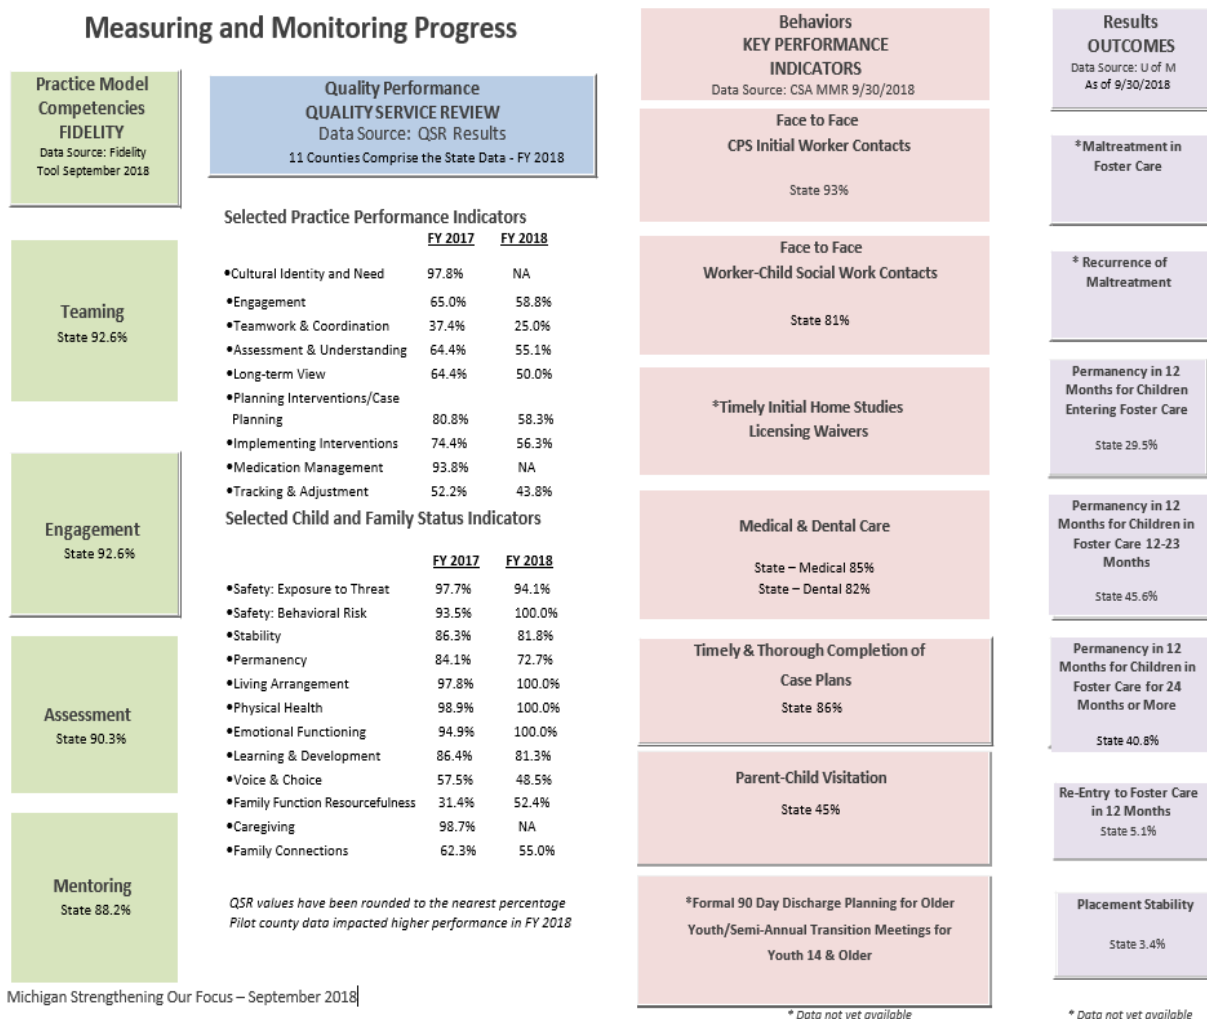 Measuring and Monitoring Progress
Practice Model
Competencies
FIDELITY
Data Source: Fidelity
Tool September 2018
Teaming
State 92.6%
Engagement
State 92.6%
Assessment
State 90.3%
Mentoring
State 88.2%
Quality Performance
QUALITY SERVICE REVIEW
Data Source: QSR Results
11 Counties Comprise the State Data - FY 2018
Selected Practice Performance Indicators
FY 2017 FY 2018
•Cultural Identity and Need 97.8% NA
•Engagement 65.0% 58.8%
•Teamwork & Coordination 37.4% 25.0%
•Assessment & Understanding 64.4% 55.1%
•Long-term View 64.4% 50.0%
•Planning Interventions/Case
Planning 80.8% 58.3%
•Implementing Interventions 74.4% 56.3%
•Medication Management 93.8% NA
•Tracking & Adjustment 52.2% 43.8%
Selected Child and Family Status Indicators
FY 2017 FY 2018
•Safety: Exposure to Threat 97.7% 94.1%
•Safety: Behavioral Risk 93.5% 100.0%
•Stability 86.3% 81.8%
•Permanency 84.1% 72.7%
•Living Arrangement 97.8% 100.0%
•Physical Health 98.9% 100.0%
•Emotional Functioning 94.9% 100.0%
•Learning & Development 86.4% 81.3%
•Voice & Choice 57.5% 48.5%
•Family Function Resourcefulness 31.4% 52.4%
•Caregiving 98.7% NA
•Family Connections 62.3% 55.0%
QSR values have been rounded to the nearest percentage
Pilot county data impacted higher performance in FY 2018
Behaviors
KEY PERFORMANCE
INDICATORS
Data Source: CSA MMR 9/30/2018
Face to Face
CPS Initial Worker Contacts
State 93%
Face to Face
Worker-Child Social Work Contacts
State 81%
*Timely Initial Home Studies
Licensing Waivers
Medical & Dental Care
State – Medical 85%
State – Dental 82%
Timely & Thorough Completion of
Case Plans
State 86%
Parent-Child Visitation
State 45%
*Formal 90 Day Discharge Planning for Older
Youth/Semi-Annual Transition Meetings for
Youth 14 & Older
* Data not yet available
Results
OUTCOMES
Data Source: U of M
As of 9/30/2018
*Maltreatment in
Foster Care
* Recurrence of
Maltreatment
Permanency in 12
Months for Children
Entering Foster Care
State 29.5%
Permanency in 12
Months for Children in
Foster Care 12-23
Months
State 45.6%
Permanency in 12
Months for Children in
Foster Care for 24
Months or More
State 40.8%
Re-Entry to Foster Care
in 12 Months
State 5.1%
Placement Stability
State 3.4%
* Data not yet available
Michigan Strengthening Our Focus – September 2018